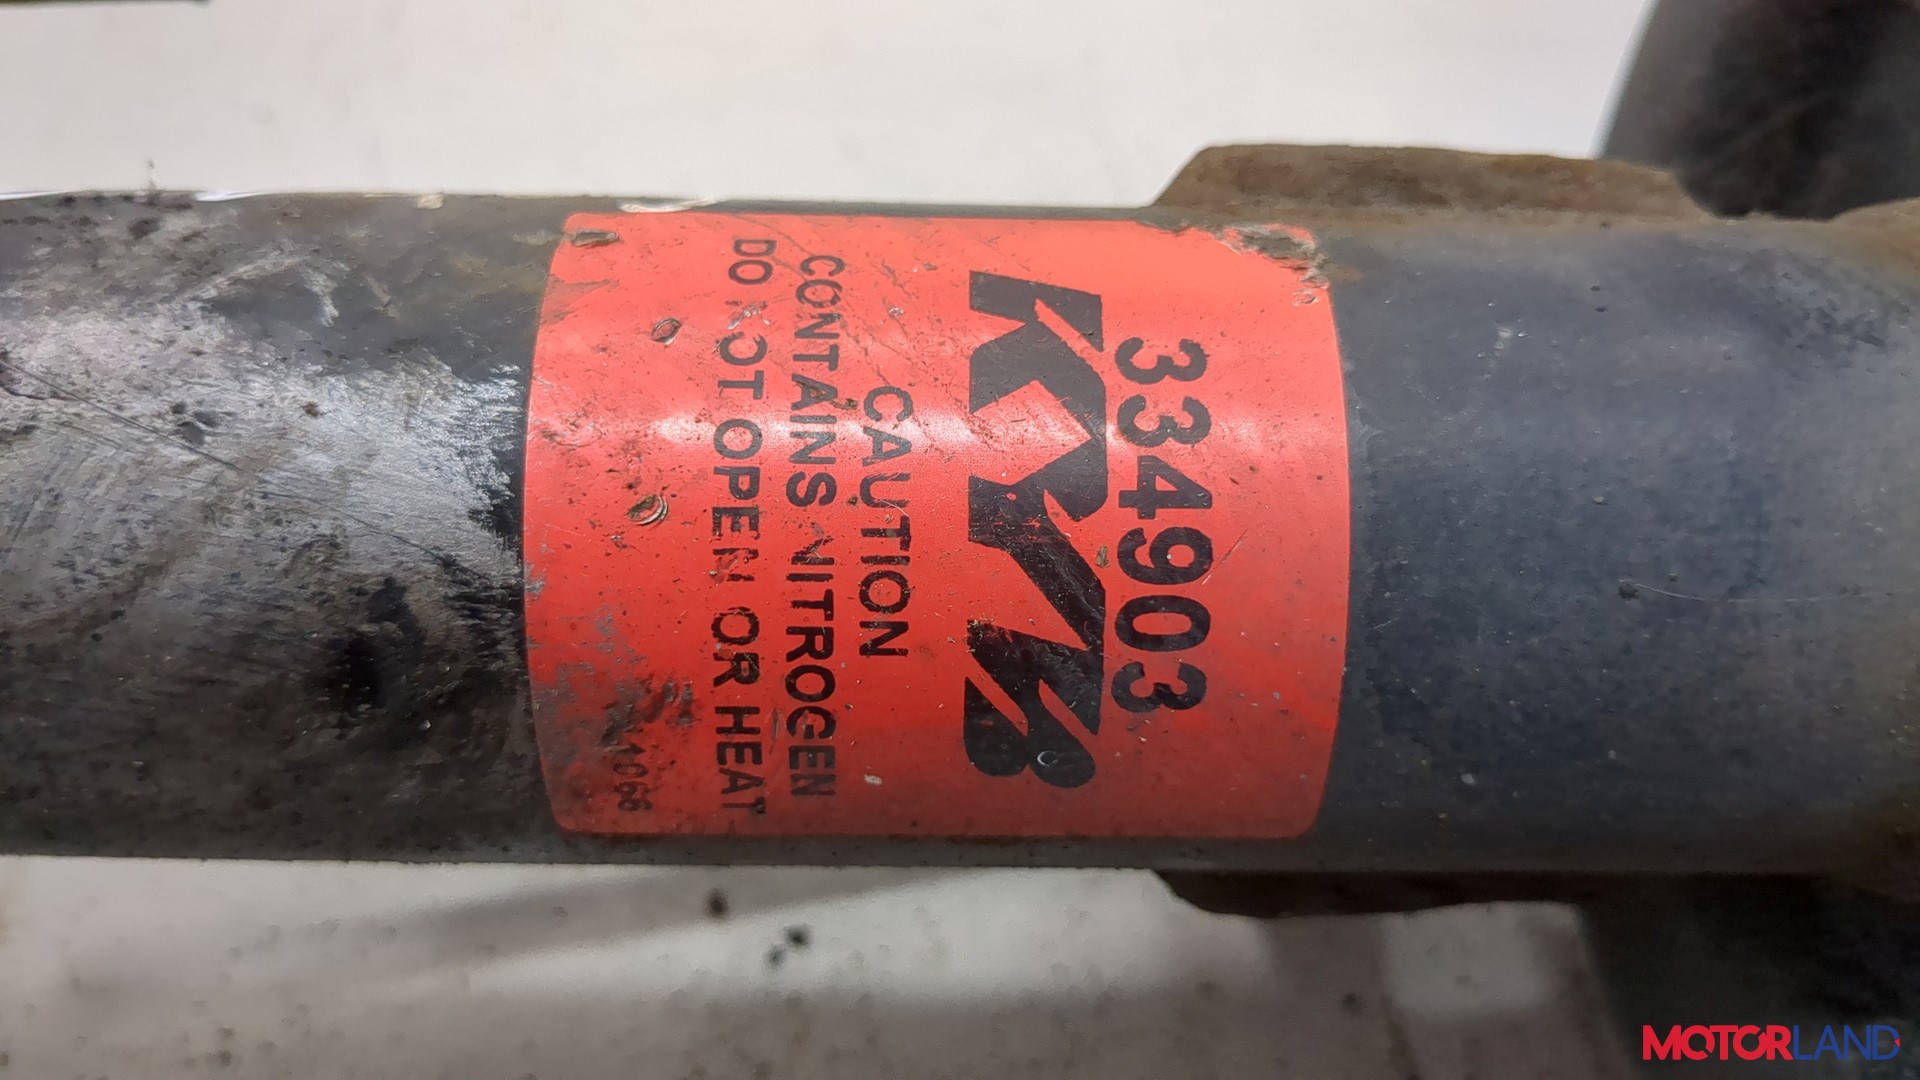 334903
KYB
CAUTION
CONTAINS NITROGEN
DO NOT OPEN OR HEAT
MOTORLAND